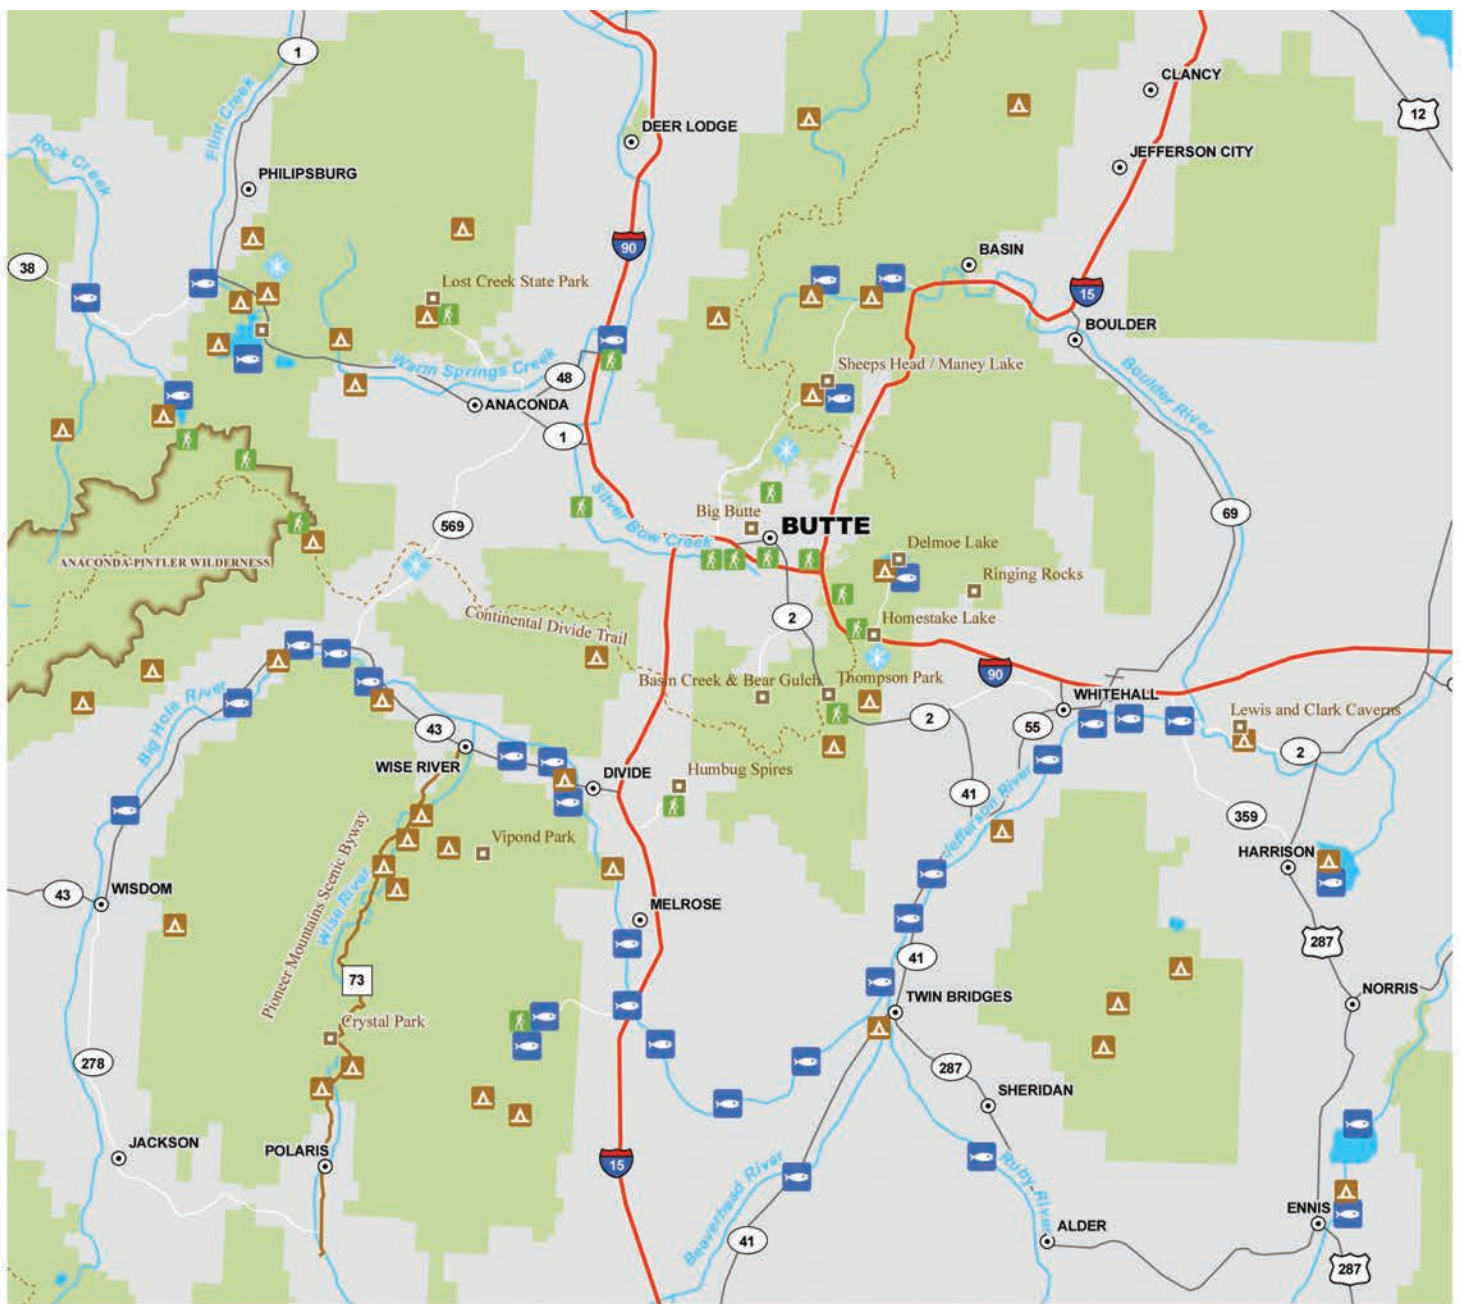 1
CLANCY
12
DEER LODGE
Flint Creek
Rock Creek
JEFFERSON CITY
PHILIPSBURG
90
BASIN
38
Lost Creek State Park
15
BOULDER
Warm Springs Creek
Sheeps Head / Maney Lake
Boulder River
48
ANACONDA
1
Silver Bow Creek
Big Butte
BUTTE
69
569
Delmoe Lake
ANACONDA-PINTLER WILDERNESS
Ringing Rocks
Continental Divide Trail
2
Homestake Lake
90
Basin Creek & Bear Gulch
Thompson Park
Big Hole River
WHITEHALL
2
55
Lewis and Clark Caverns
43
2
WISE RIVER
DIVIDE
Humbug Spires
41
Jefferson River
359
Pioneer Mountains Scenic Byway
Vipond Park
HARRISON
43
WISDOM
Wise River
MELROSE
287
41
73
TWIN BRIDGES
NORRIS
Crystal Park
278
287
SHERIDAN
JACKSON
POLARIS
15
Beaverhead River
Ruby River
ENNIS
ALDER
41
287